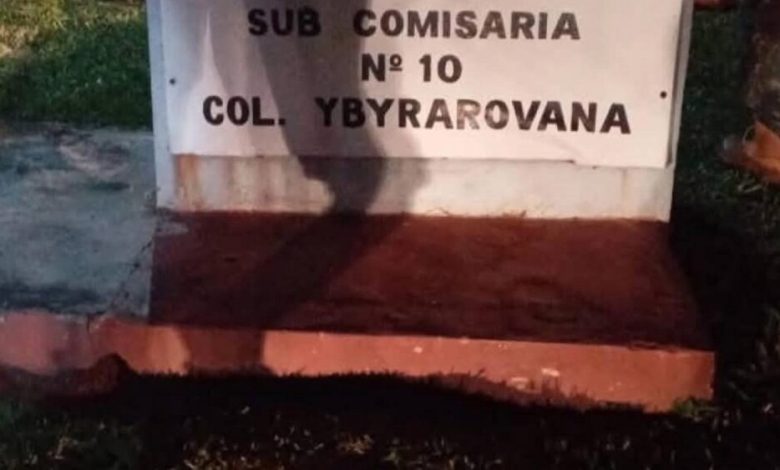 SUB COMISARIA
Nº 10
COL. YBYRAROVANA